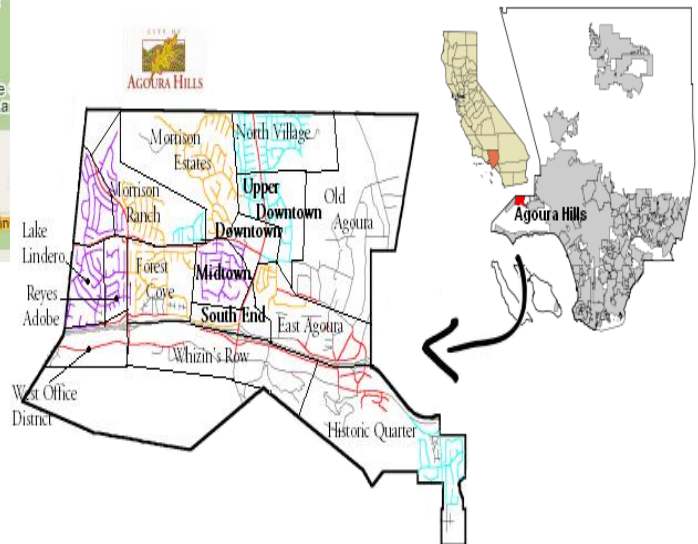 CITY OF
AGOURA HILLS
Morrison
Estates
North Village
Morrison
Ranch
Upper
Downtown
Old
Agoura
Downtown
Lake
Lindero
Forest
Cove
Midtown
Reyes
Adobe
South End
East Agoura
Whizin's Row
West Office
District
Historic Quarter
Agoura Hills